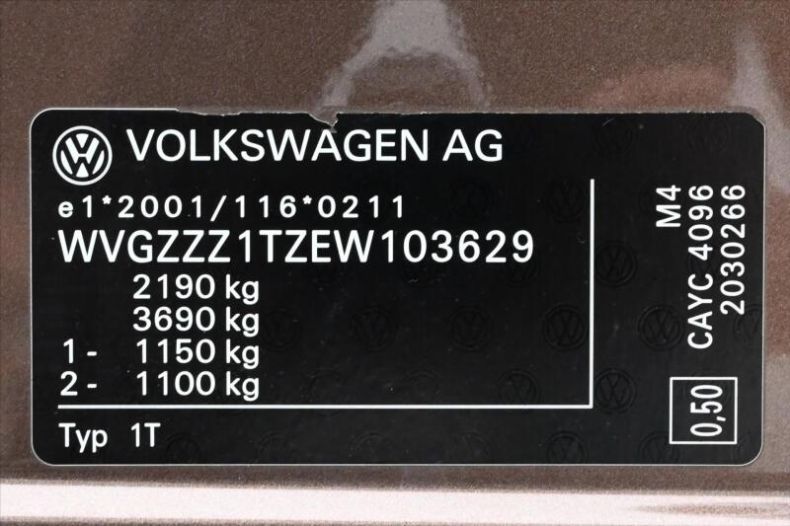 VOLKSWAGEN AG
e1*2001/116*0211
WVGZZZ1TZEW103629
2190 kg
3690 kg
1- 1150 kg
2- 1100 kg
Typ 1T
M4
CAYC 4096
2030266
0,50